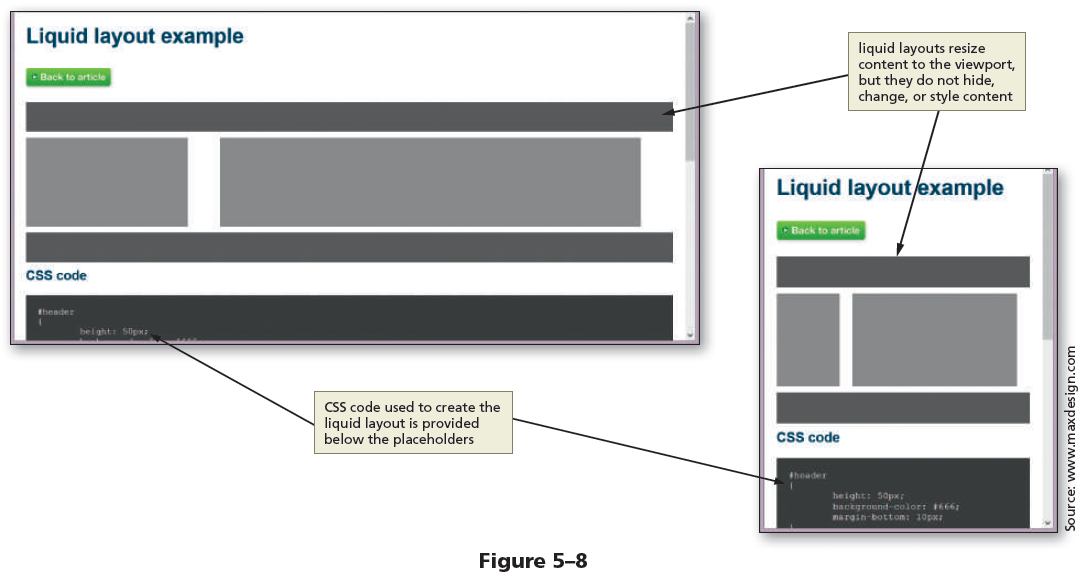 Liquid layout example
Back to article
CSS code
#header
{
height: 50px;
liquid layouts resize
content to the viewport,
but they do not hide,
change, or style content
Liquid layout example
Back to article
CSS code
#header
{
height: 50px;
background-color: #666;
margin-bottom: 10px;
}
CSS code used to create the
liquid layout is provided
below the placeholders
Source: www.maxdesign.com
Figure 5–8